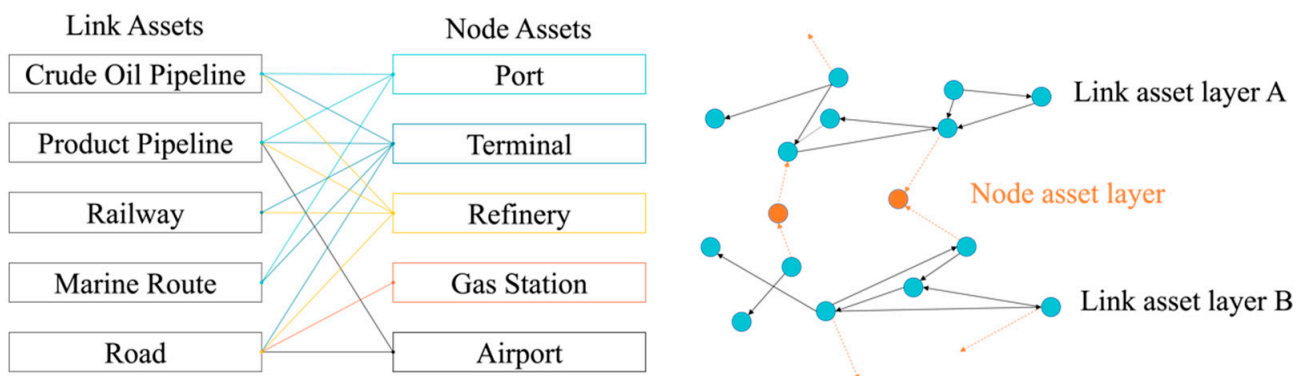 Link Assets
Node Assets
Crude Oil Pipeline
Port
Product Pipeline
Terminal
Railway
Refinery
Marine Route
Gas Station
Road
Airport
Link asset layer A
Node asset layer
Link asset layer B